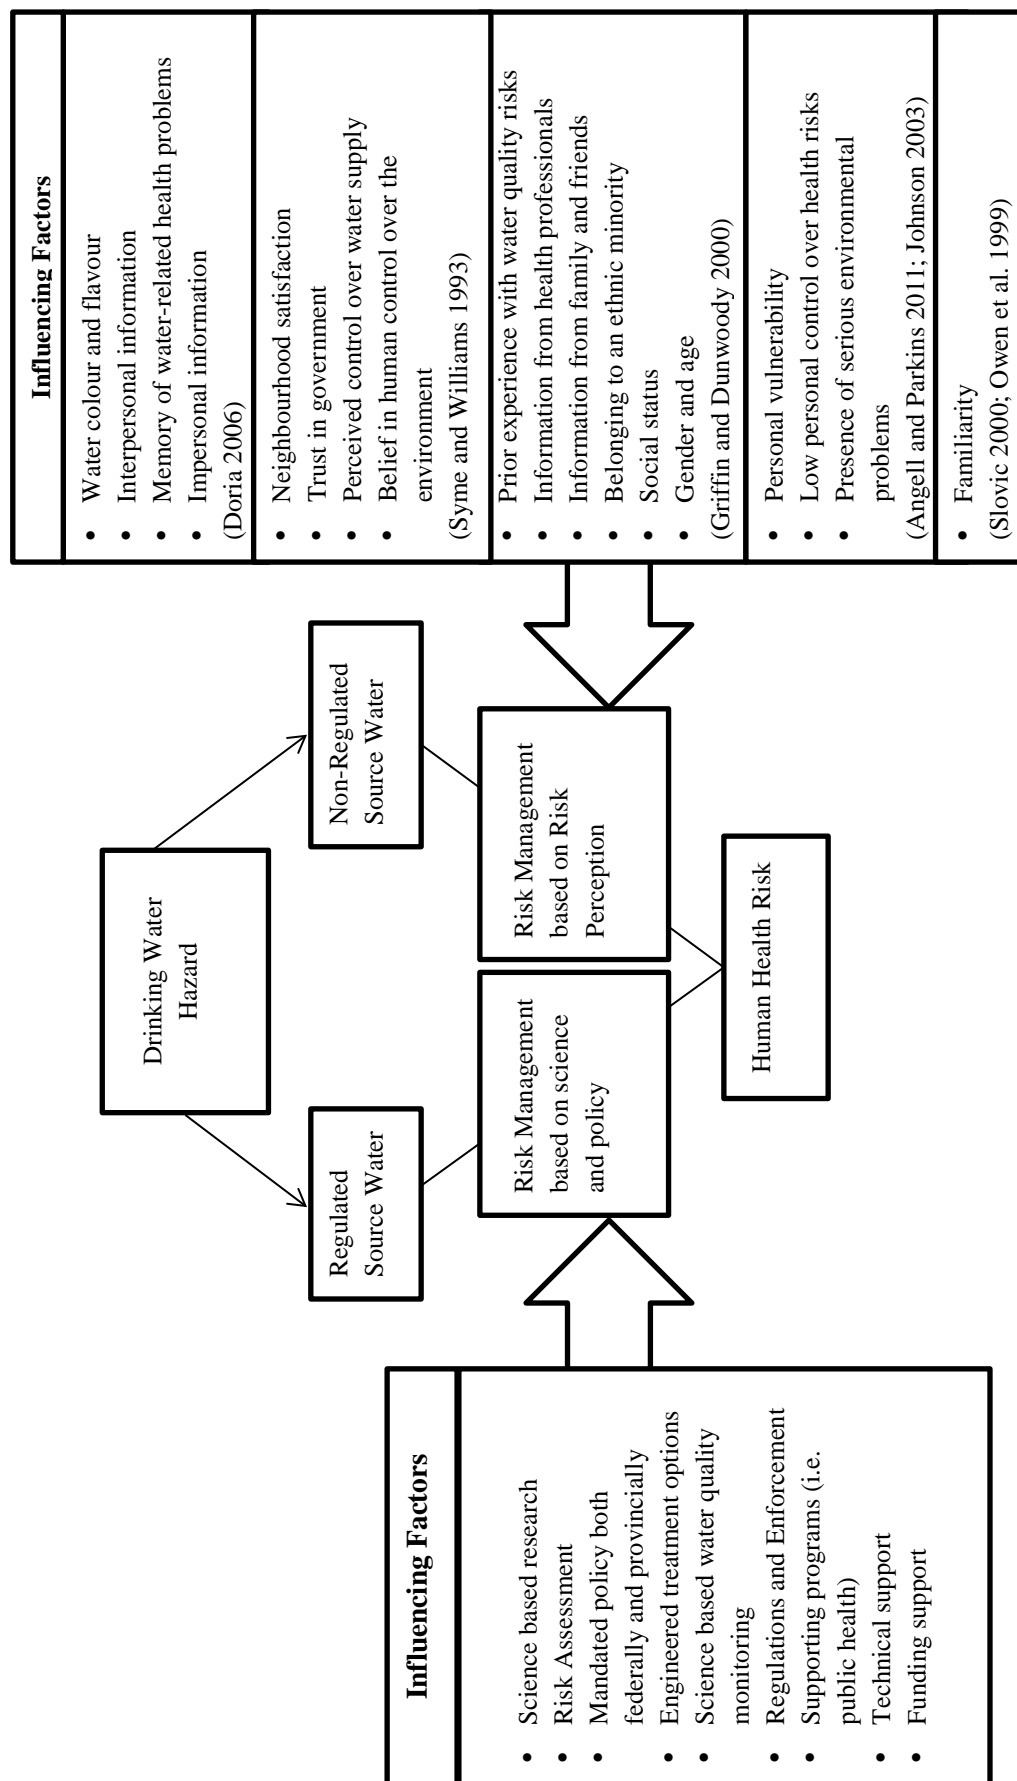 Influencing Factors
• Science based research
• Risk Assessment
• Mandated policy both
federally and provincially
• Engineered treatment options
• Science based water quality
monitoring
• Regulations and Enforcement
• Supporting programs (i.e.
public health)
• Technical support
• Funding support
Drinking Water
Hazard
Regulated
Source Water
Non-Regulated
Source Water
Risk Management
based on science
and policy
Risk Management
based on Risk
Perception
Human Health Risk
Influencing Factors
• Water colour and flavour
• Interpersonal information
• Memory of water-related health problems
• Impersonal information
(Doria 2006)
• Neighbourhood satisfaction
• Trust in government
• Perceived control over water supply
• Belief in human control over the
environment
(Syme and Williams 1993)
• Prior experience with water quality risks
• Information from health professionals
• Information from family and friends
• Belonging to an ethnic minority
• Social status
• Gender and age
(Griffin and Dunwoody 2000)
• Personal vulnerability
• Low personal control over health risks
• Presence of serious environmental
problems
(Angell and Parkins 2011; Johnson 2003)
• Familiarity
(Slovic 2000; Owen et al. 1999)